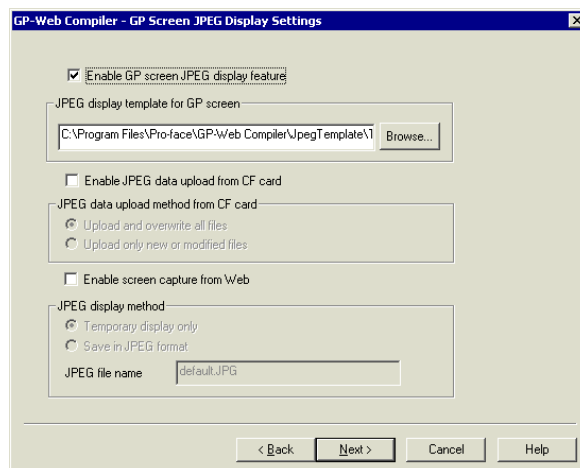 GP-Web Compiler - GP Screen JPEG Display Settings
Enable GP screen JPEG display feature
JPEG display template for GP screen
C:\Program Files\Pro-face\GP-Web Compiler\JpegTemplate\T
Browse...
Enable JPEG data upload from CF card
JPEG data upload method from CF card
Upload and overwrite all files
Upload only new or modified files
Enable screen capture from Web
JPEG display method
Temporary display only
Save in JPEG format
JPEG file name
default.JPG
< Back
Next >
Cancel
Help